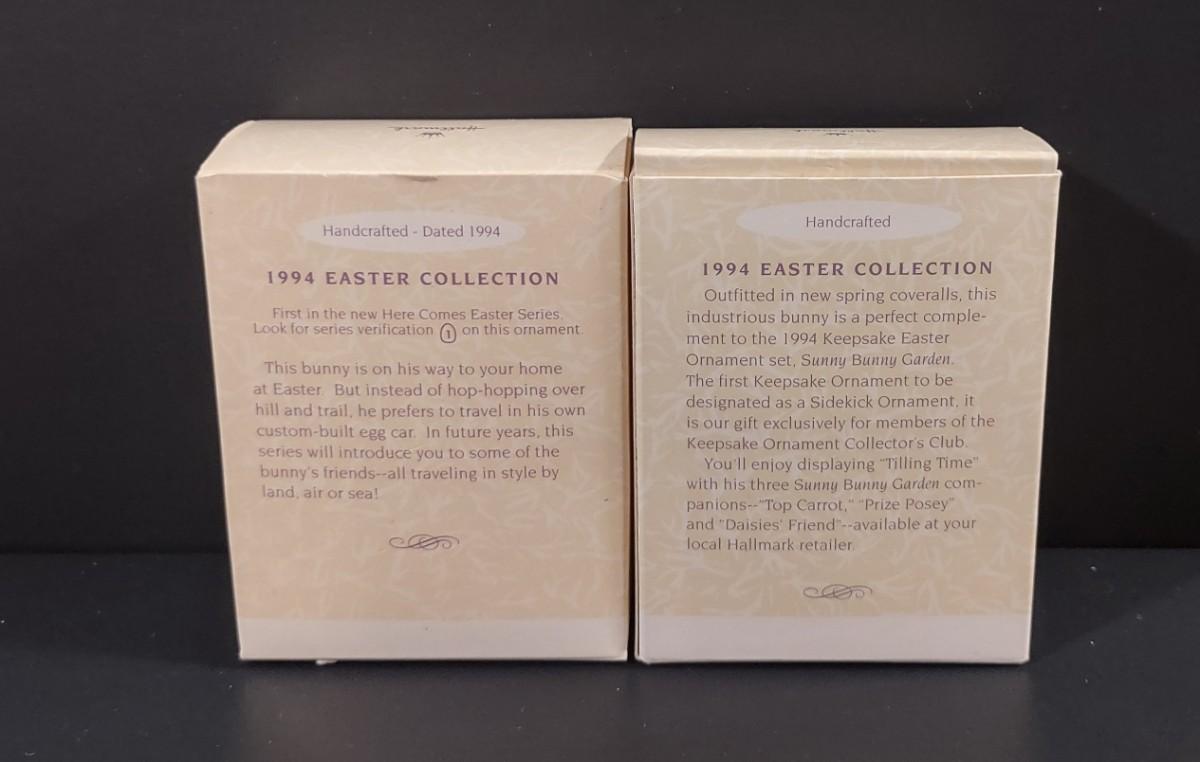 Hallmark
Handcrafted - Dated 1994
1994 EASTER COLLECTION
First in the new Here Comes Easter Series.
Look for series verification 1 on this ornament.
This bunny is on his way to your home
at Easter. But instead of hop-hopping over
hill and trail, he prefers to travel in his own
custom-built egg car. In future years, this
series will introduce you to some of the
bunny's friends--all traveling in style by
land, air or sea!
Hallmark
Handcrafted
1994 EASTER COLLECTION
Outfitted in new spring coveralls, this
industrious bunny is a perfect comple-
ment to the 1994 Keepsake Easter
Ornament set, Sunny Bunny Garden.
The first Keepsake Ornament to be
designated as a Sidekick Ornament, it
is our gift exclusively for members of the
Keepsake Ornament Collector's Club.
You'll enjoy displaying "Tilling Time"
with his three Sunny Bunny Garden com-
panions--"Top Carrot," "Prize Posey"
and "Daisies' Friend"--available at your
local Hallmark retailer.